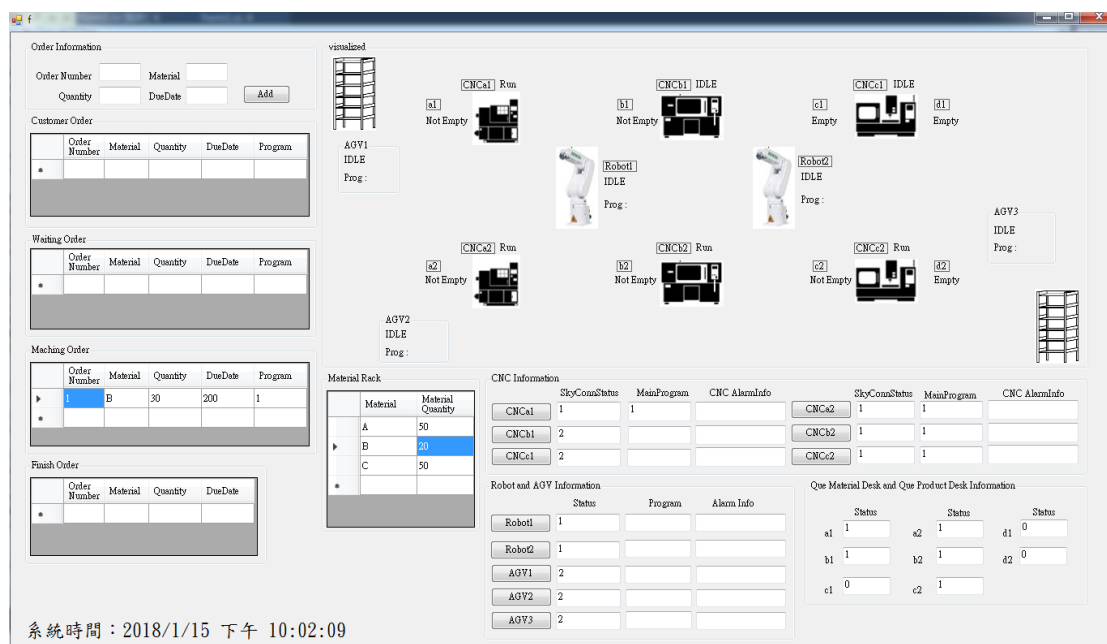 f
Order Information
Order Number Material
Quantity DueDate Add
Customer Order
Order Number Material Quantity DueDate Program
*
Waiting Order
Order Number Material Quantity DueDate Program
*
Maching Order
Order Number Material Quantity DueDate Program
1 B 30 200 1
*
Finish Order
Order Number Material Quantity DueDate
*
系統時間：2018/1/15 下午 10:02:09
visualized
CNCa1 Run
a1
Not Empty
CNCb1 IDLE
b1
Not Empty
CNCc1 IDLE
c1
Empty
d1
Empty
AGV1
IDLE
Prog :
Robot1
IDLE
Prog :
Robot2
IDLE
Prog :
AGV3
IDLE
Prog :
CNCa2 Run
a2
Not Empty
CNCb2 Run
b2
Not Empty
CNCc2 Run
c2
Not Empty
d2
Empty
AGV2
IDLE
Prog :
Material Rack
Material Material Quantity
A 50
B 20
C 50
*
CNC Information
SkyConnStatus MainProgram CNC AlarmInfo SkyConnStatus MainProgram CNC AlarmInfo
CNCa1 1 1 CNCa2 1 1
CNCb1 2 CNCb2 1 1
CNCc1 2 CNCc2 1 1
Robot and AGV Information
Status Program Alarm Info
Robot1 1
Robot2 1
AGV1 2
AGV2 2
AGV3 2
Que Material Desk and Que Product Desk Information
Status Status Status
a1 1 a2 1 d1 0
b1 1 b2 1 d2 0
c1 0 c2 1